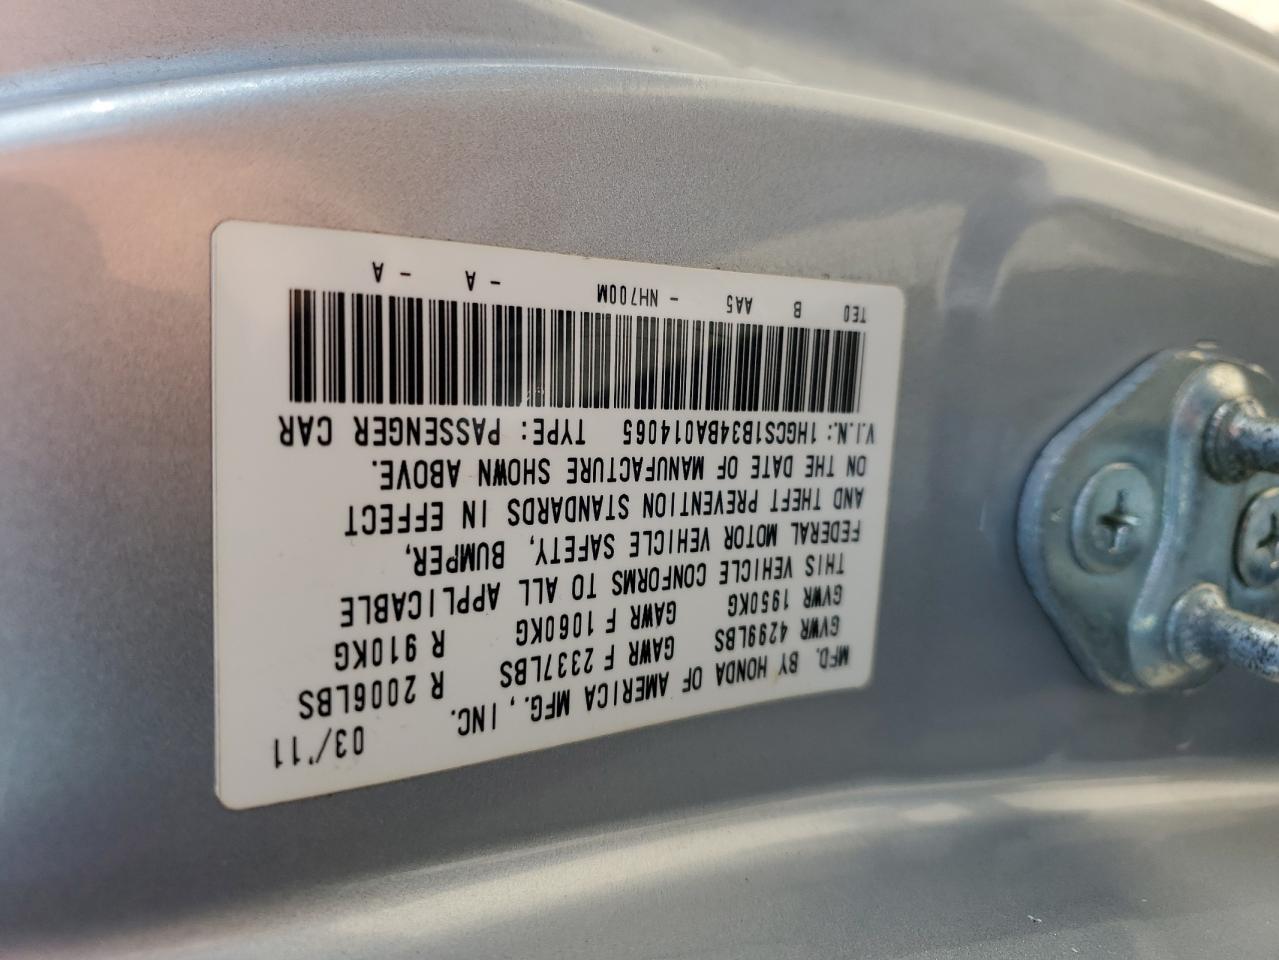 MFD. BY HONDA OF AMERICA MFG., INC. 03/'11
GVWR 4299LBS GAWR F 2337LBS R 2006LBS
GVWR 1950KG GAWR F 1060KG R 910KG
THIS VEHICLE CONFORMS TO ALL APPLICABLE
FEDERAL MOTOR VEHICLE SAFETY, BUMPER,
AND THEFT PREVENTION STANDARDS IN EFFECT
ON THE DATE OF MANUFACTURE SHOWN ABOVE.
V.I.N.: 1HGCS1B34BA014065 TYPE: PASSENGER CAR
TE0 B AA5 - NH700M - A - A